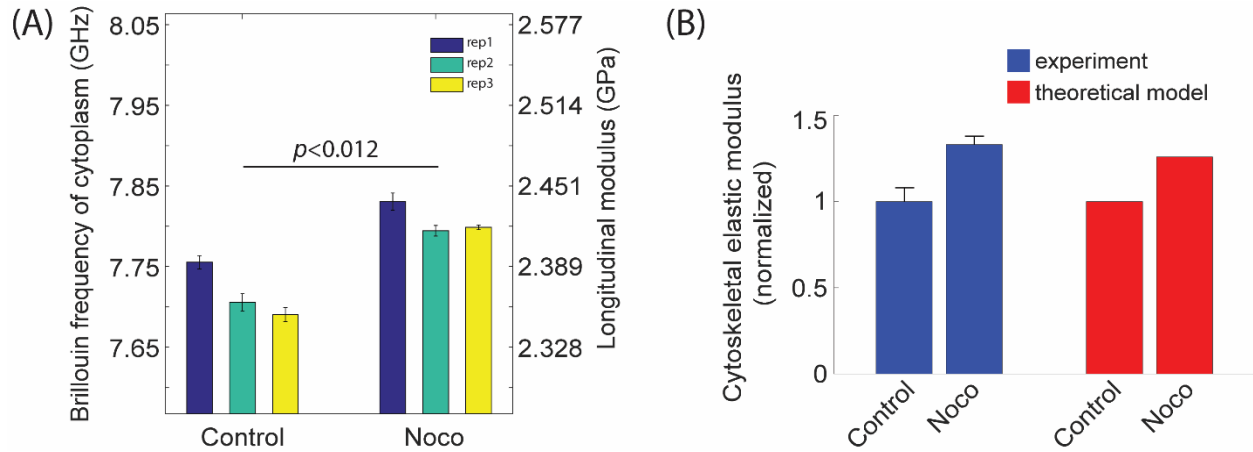 (A)
Brillouin frequency of cytoplasm (GHz)
8.05
7.95
7.85
7.75
7.65
rep1
rep2
rep3
p<0.012
Control
Noco
2.577
2.514
2.451
2.389
2.328
Longitudinal modulus (GPa)
(B)
experiment
theoretical model
Cytoskeletal elastic modulus
(normalized)
1.5
1
0.5
0
Control
Noco
Control
Noco